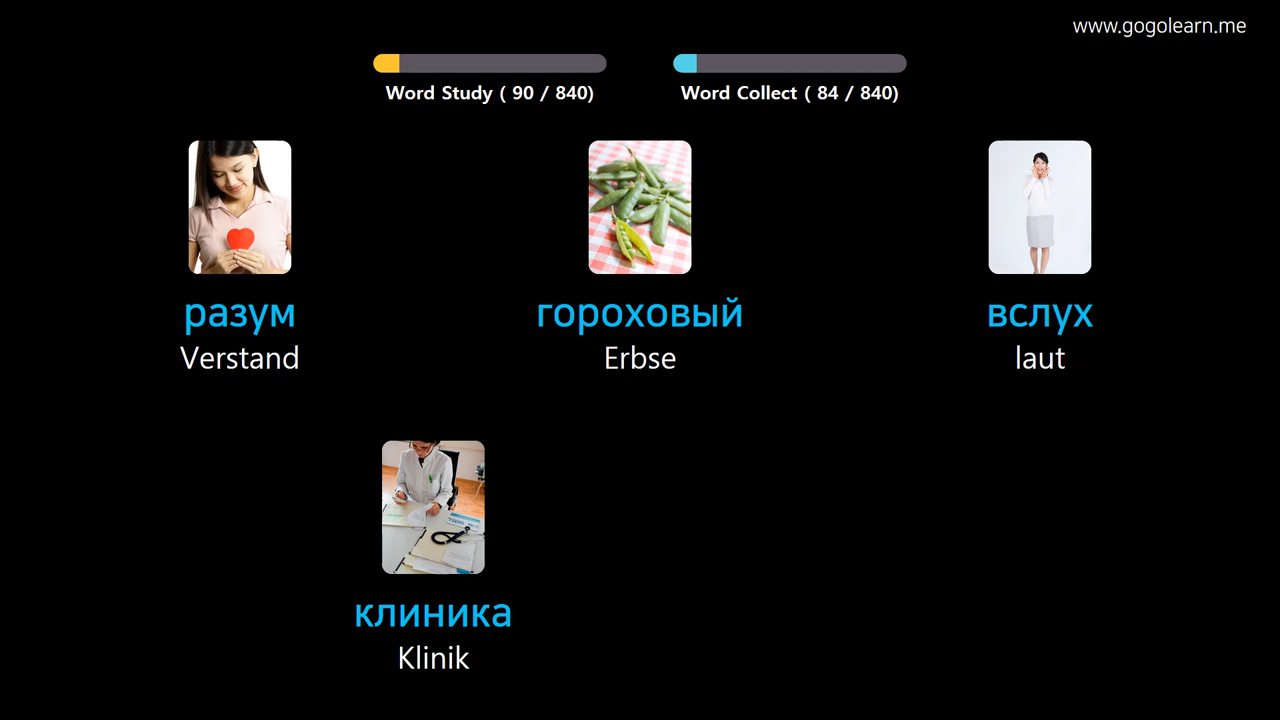 www.gogolearn.me
Word Study ( 90 / 840)
Word Collect ( 84 / 840)
разум
Verstand
гороховый
Erbse
вслух
laut
клиника
Klinik